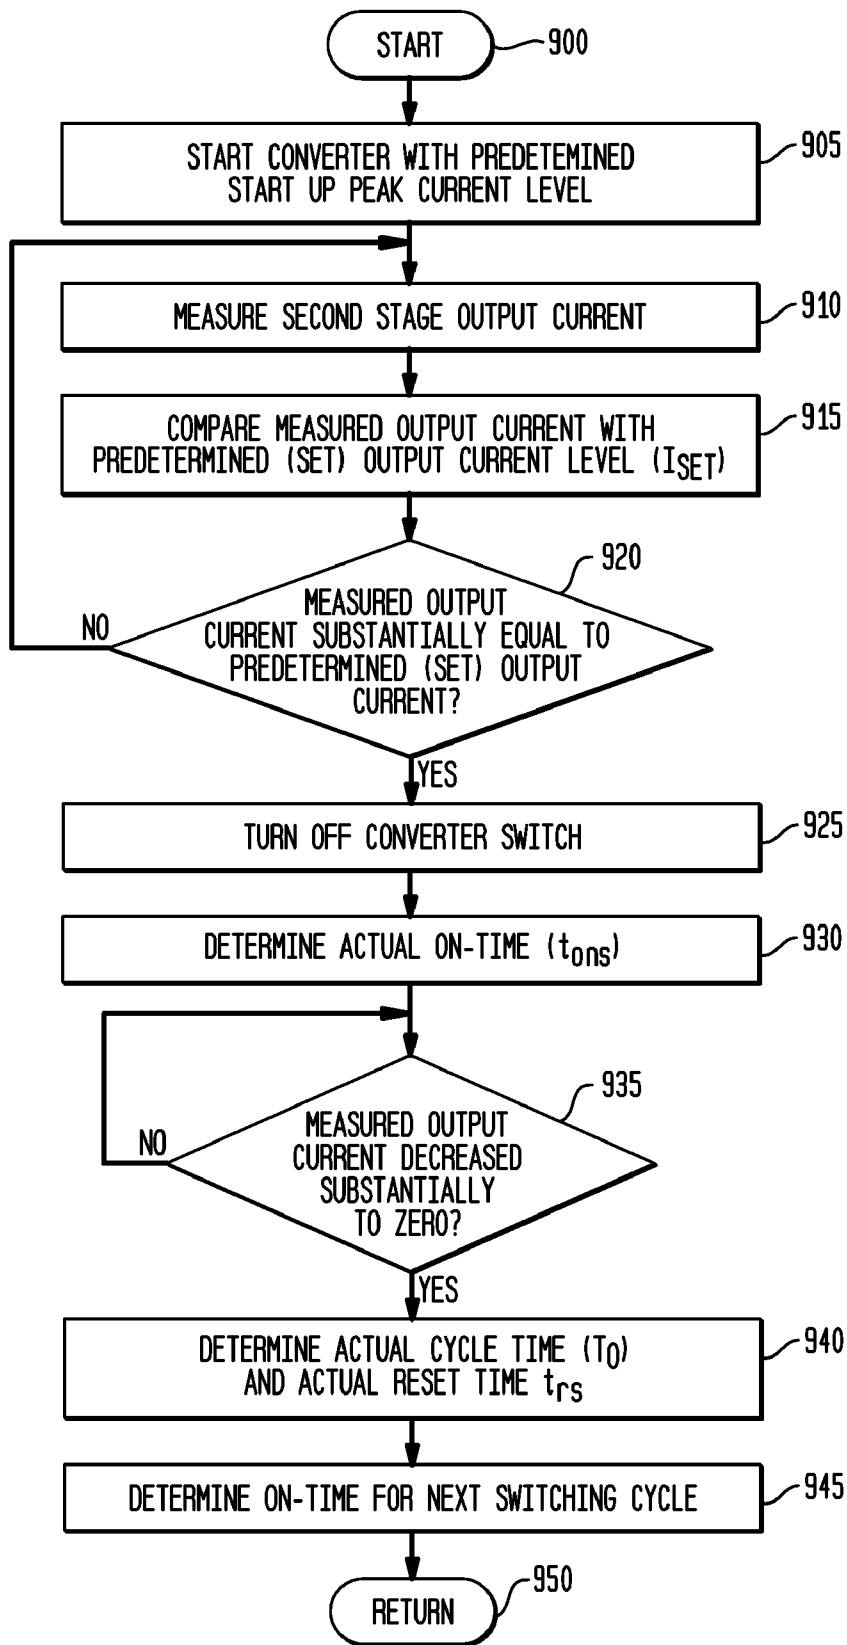 START
900
START CONVERTER WITH PREDETEMINED
START UP PEAK CURRENT LEVEL
905
MEASURE SECOND STAGE OUTPUT CURRENT
910
COMPARE MEASURED OUTPUT CURRENT WITH
PREDETERMINED (SET) OUTPUT CURRENT LEVEL (ISET)
915
920
MEASURED OUTPUT
CURRENT SUBSTANTIALLY EQUAL TO
PREDETERMINED (SET) OUTPUT
CURRENT?
NO
YES
TURN OFF CONVERTER SWITCH
925
DETERMINE ACTUAL ON-TIME (tons)
930
935
MEASURED OUTPUT
CURRENT DECREASED
SUBSTANTIALLY
TO ZERO?
NO
YES
DETERMINE ACTUAL CYCLE TIME (T0)
AND ACTUAL RESET TIME trs
940
DETERMINE ON-TIME FOR NEXT SWITCHING CYCLE
945
RETURN
950